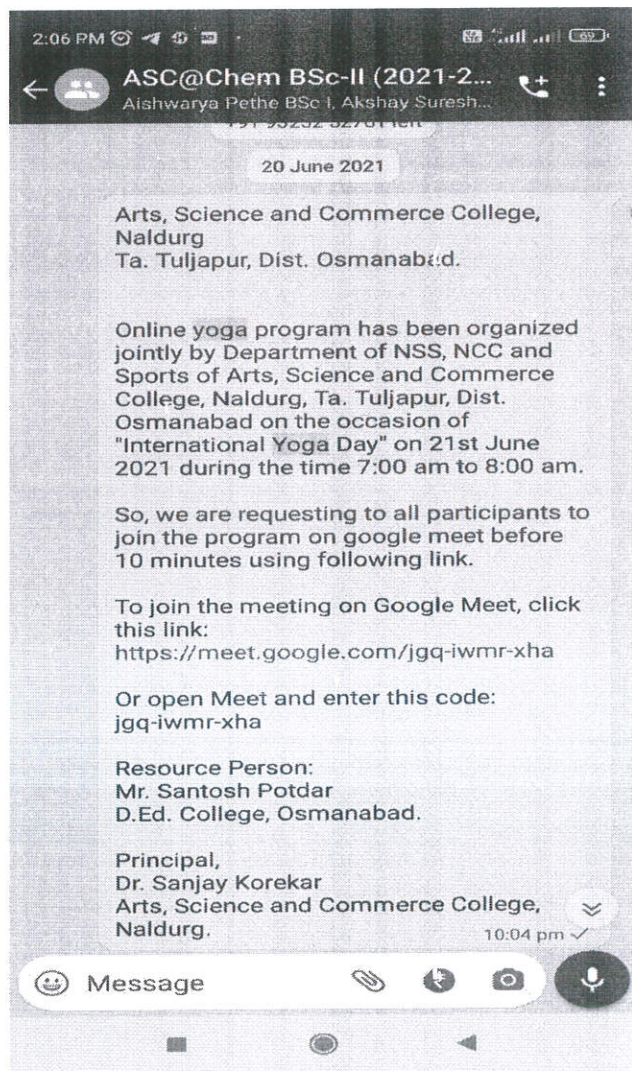 2:06 PM
69
ASC@Chem BSc-II (2021-2...
Aishwarya Pethe BSc I, Akshay Suresh...
left
20 June 2021
Arts, Science and Commerce College,
Naldurg
Ta. Tuljapur, Dist. Osmanabad.
Online yoga program has been organized
jointly by Department of NSS, NCC and
Sports of Arts, Science and Commerce
College, Naldurg, Ta. Tuljapur, Dist.
Osmanabad on the occasion of
"International Yoga Day" on 21st June
2021 during the time 7:00 am to 8:00 am.
So, we are requesting to all participants to
join the program on google meet before
10 minutes using following link.
To join the meeting on Google Meet, click
this link:
https://meet.google.com/jgq-iwmr-xha
Or open Meet and enter this code:
jgq-iwmr-xha
Resource Person:
Mr. Santosh Potdar
D.Ed. College, Osmanabad.
Principal,
Dr. Sanjay Korekar
Arts, Science and Commerce College,
Naldurg.
10:04 pm
Message